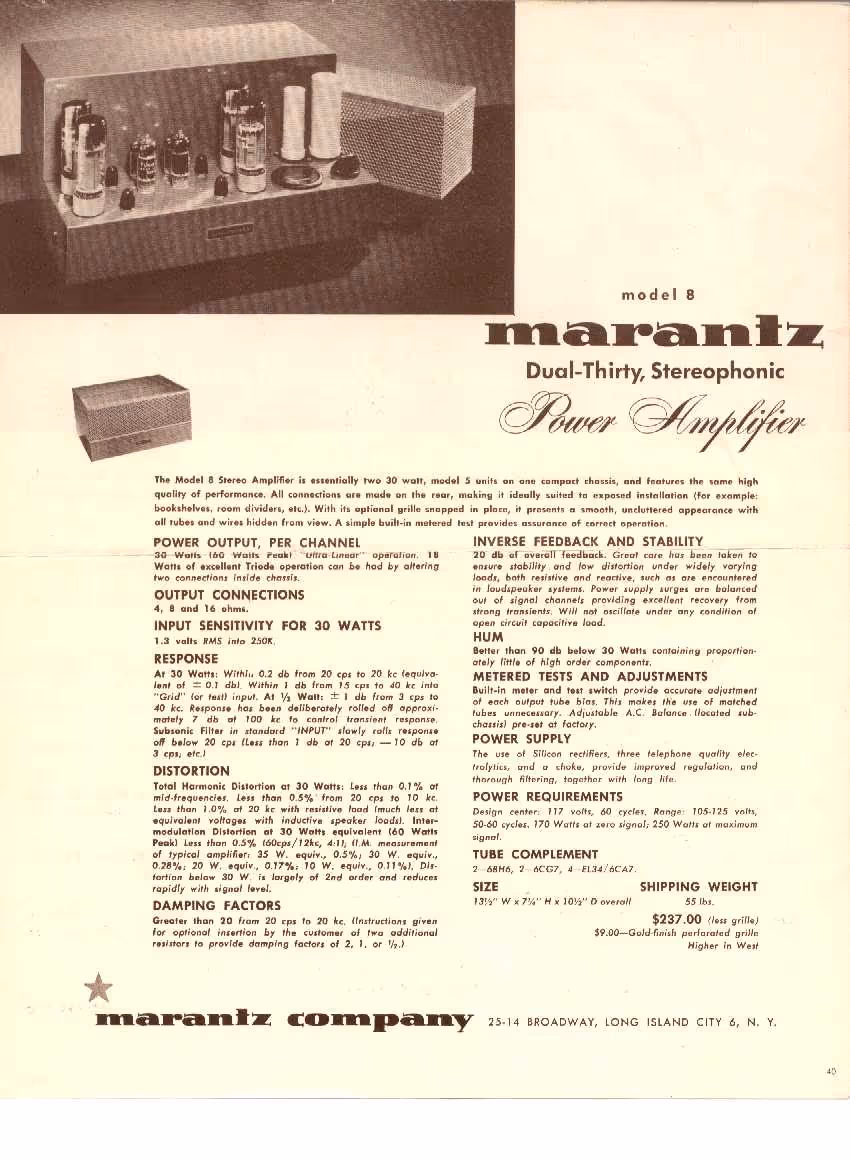 model 8
marantz
Dual-Thirty, Stereophonic
Power Amplifier
The Model 8 Stereo Amplifier is essentially two 30 watt, model 5 units on one compact chassis, and features the same high
quality of performance. All connections are made on the rear, making it ideally suited to exposed installation (for example:
bookshelves, room dividers, etc.). With its optional grille snapped in place, it presents a smooth, uncluttered appearance with
all tubes and wires hidden from view. A simple built-in metered test provides assurance of correct operation.
POWER OUTPUT, PER CHANNEL
30 Watts (60 Watts Peak) "Ultra-Linear" operation. 18
Watts of excellent Triode operation can be had by altering
two connections inside chassis.
OUTPUT CONNECTIONS
4, 8 and 16 ohms.
INPUT SENSITIVITY FOR 30 WATTS
1.3 volts RMS into 250K.
RESPONSE
At 30 Watts: Within 0.2 db from 20 cps to 20 kc (equiva-
lent of ± 0.1 db). Within 1 db from 15 cps to 40 kc into
"Grid" (or test) input. At ½ Watt: ± 1 db from 3 cps to
40 kc. Response has been deliberately rolled off approxi-
mately 7 db at 100 kc to control transient response.
Subsonic Filter in standard "INPUT" slowly rolls response
off below 20 cps (Less than 1 db at 20 cps; — 10 db at
3 cps; etc.)
DISTORTION
Total Harmonic Distortion at 30 Watts: Less than 0.1% at
mid-frequencies. Less than 0.5% from 20 cps to 10 kc.
Less than 1.0% at 20 kc with resistive load (much less at
equivalent voltages with inductive speaker loads). Inter-
modulation Distortion at 30 Watts equivalent (60 Watts
Peak) Less than 0.5% (60cps/12kc, 4:1); (I.M. measurement
of typical amplifier: 35 W. equiv., 0.5%; 30 W. equiv.,
0.28%; 20 W. equiv., 0.17%; 10 W. equiv., 0.11%). Dis-
tortion below 30 W. is largely of 2nd order and reduces
rapidly with signal level.
DAMPING FACTORS
Greater than 20 from 20 cps to 20 kc. (Instructions given
for optional insertion by the customer of two additional
resistors to provide damping factors of 2, 1, or ½.)
INVERSE FEEDBACK AND STABILITY
20 db of overall feedback. Great care has been taken to
ensure stability and low distortion under widely varying
loads, both resistive and reactive, such as are encountered
in loudspeaker systems. Power supply surges are balanced
out of signal channels providing excellent recovery from
strong transients. Will not oscillate under any condition of
open circuit capacitive load.
HUM
Better than 90 db below 30 Watts containing proportion-
ately little of high order components.
METERED TESTS AND ADJUSTMENTS
Built-in meter and test switch provide accurate adjustment
of each output tube bias. This makes the use of matched
tubes unnecessary. Adjustable A.C. Balance (located sub-
chassis) pre-set at factory.
POWER SUPPLY
The use of Silicon rectifiers, three telephone quality elec-
trolytics, and a choke, provide improved regulation, and
thorough filtering, together with long life.
POWER REQUIREMENTS
Design center: 117 volts, 60 cycles. Range: 105-125 volts,
50-60 cycles. 170 Watts at zero signal; 250 Watts at maximum
signal.
TUBE COMPLEMENT
2—6BH6, 2—6CG7, 4—EL34/6CA7.
SIZE SHIPPING WEIGHT
13½" W x 7¼" H x 10½" D overall 55 lbs.
$237.00 (less grille)
$9.00—Gold-finish perforated grille
Higher in West
marantz company 25-14 BROADWAY, LONG ISLAND CITY 6, N. Y.
40